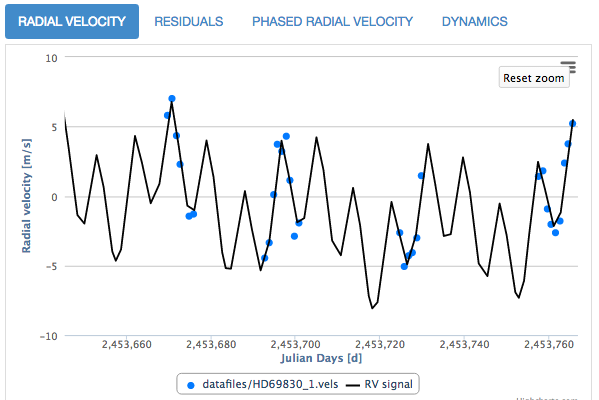 RADIAL VELOCITY RESIDUALS PHASED RADIAL VELOCITY DYNAMICS
Reset zoom
Radial velocity [m/s]
10
5
0
−5
−10
2,453,660 2,453,680 2,453,700 2,453,720 2,453,740 2,453,760
Julian Days [d]
datafiles/HD69830_1.vels RV signal
Highcharts.com